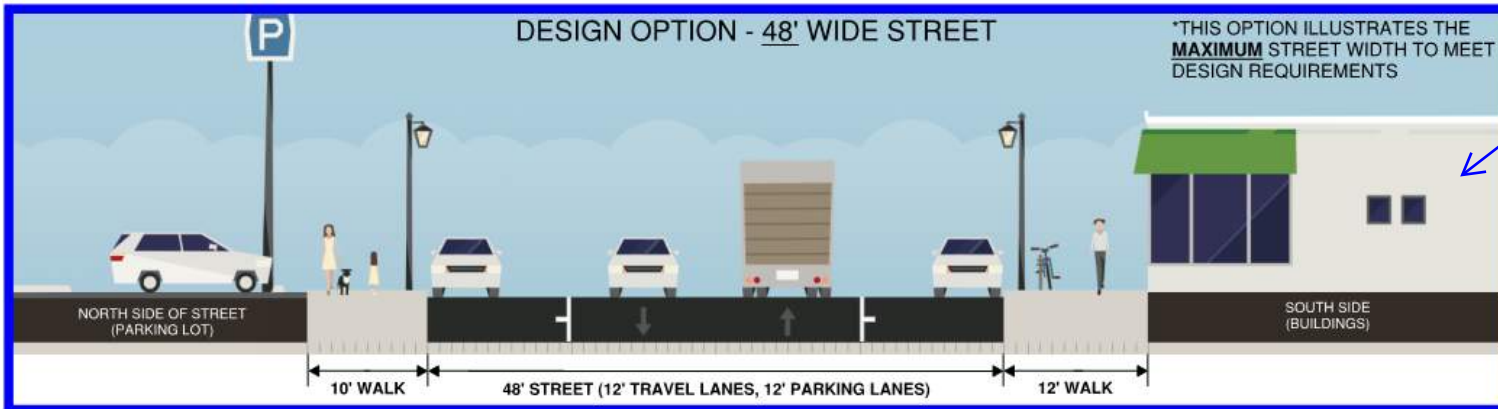 P
DESIGN OPTION - 48' WIDE STREET
*THIS OPTION ILLUSTRATES THE
MAXIMUM STREET WIDTH TO MEET
DESIGN REQUIREMENTS
NORTH SIDE OF STREET
(PARKING LOT)
SOUTH SIDE
(BUILDINGS)
10' WALK
48' STREET (12' TRAVEL LANES, 12' PARKING LANES)
12' WALK